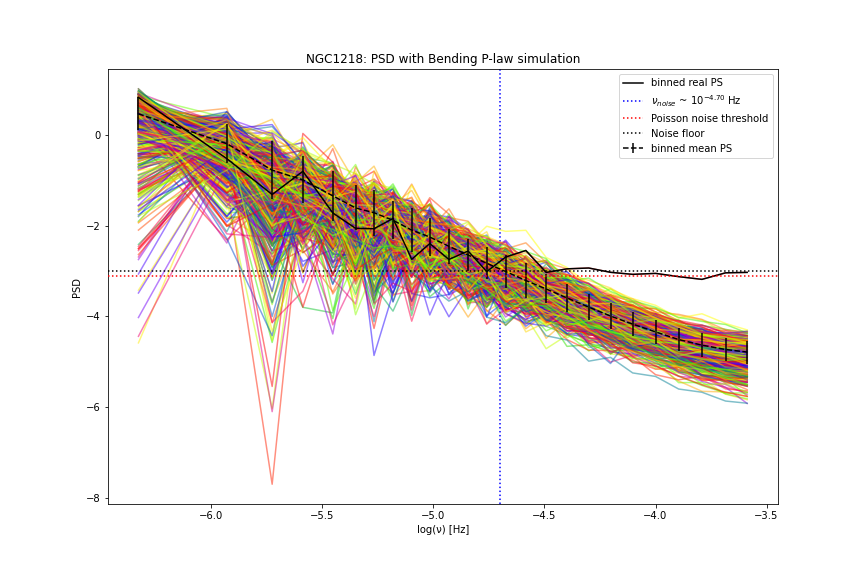 NGC1218: PSD with Bending P-law simulation
binned real PS
ν_noise ~ 10^−4.70 Hz
Poisson noise threshold
Noise floor
binned mean PS
PSD
0
−2
−4
−6
−8
−6.0 −5.5 −5.0 −4.5 −4.0 −3.5
log(ν) [Hz]